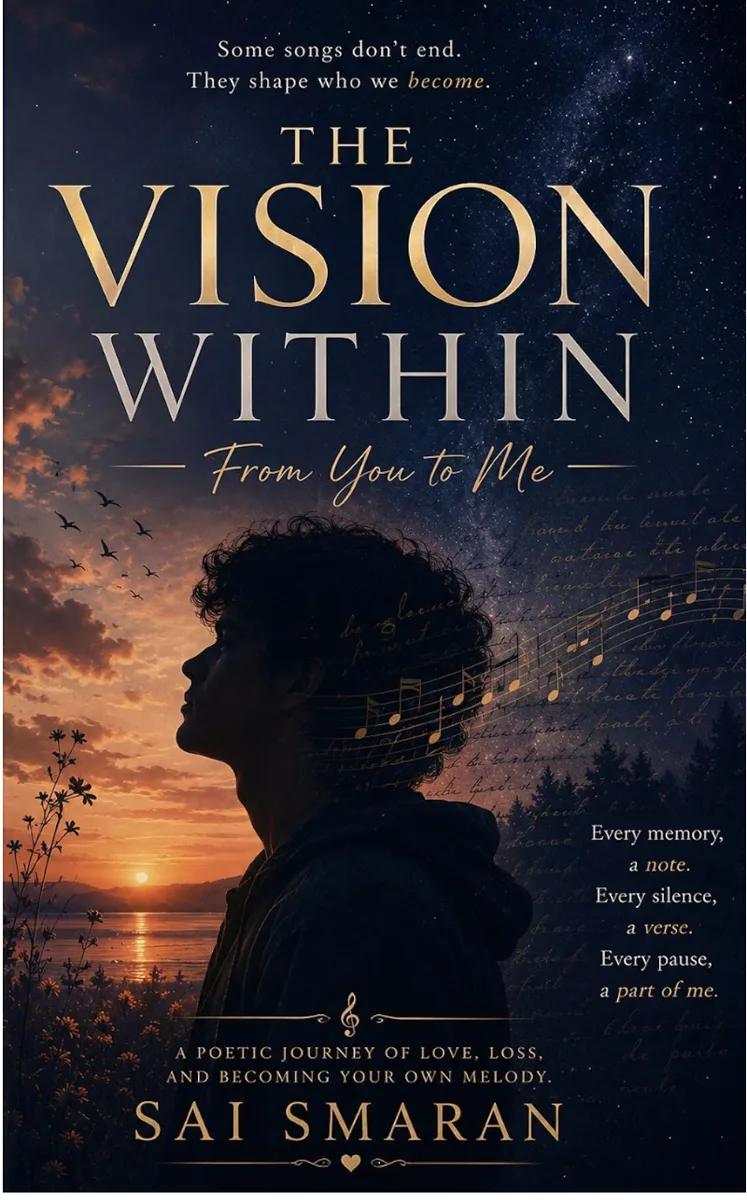 Some songs don't end.
They shape who we become.
THE
VISION
WITHIN
From You to Me
Every memory,
a note.
Every silence,
a verse.
Every pause,
a part of me.
A POETIC JOURNEY OF LOVE, LOSS,
AND BECOMING YOUR OWN MELODY.
SAI SMARAN